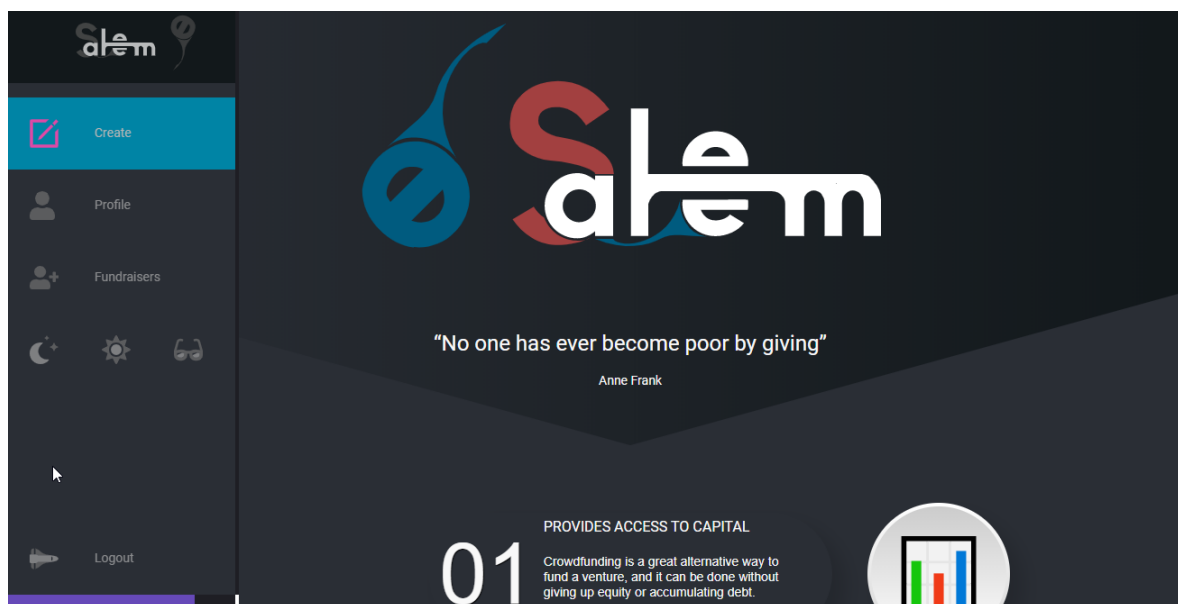 Salem
Create
Profile
Fundraisers
Logout
e Salem
“No one has ever become poor by giving”
Anne Frank
01
PROVIDES ACCESS TO CAPITAL
Crowdfunding is a great alternative way to
fund a venture, and it can be done without
giving up equity or accumulating debt.